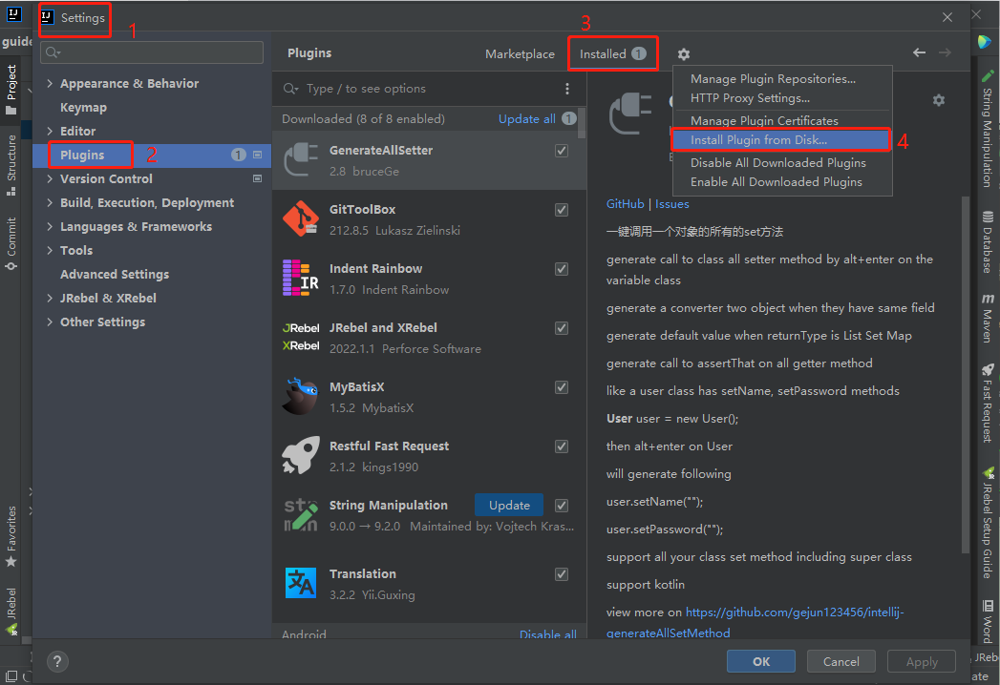 Settings
1
guide
Project
Structure
Commit
Favorites
JRebel
Appearance & Behavior
Keymap
Editor
Plugins
2
1
Version Control
Build, Execution, Deployment
Languages & Frameworks
Tools
Advanced Settings
JRebel & XRebel
Other Settings
Plugins
Marketplace
3
Installed 1
Type / to see options
Downloaded (8 of 8 enabled)
Update all 1
GenerateAllSetter
2.8 bruceGe
GitToolBox
212.8.5 Lukasz Zielinski
Indent Rainbow
1.7.0 Indent Rainbow
JRebel
XRebel
JRebel and XRebel
2022.1.1 Perforce Software
MyBatisX
1.5.2 MybatisX
Restful Fast Request
2.1.2 kings1990
String Manipulation
Update
9.0.0 → 9.2.0 Maintained by: Vojtech Kras...
Translation
3.2.2 Yii.Guxing
Android
Disable all
Manage Plugin Repositories...
HTTP Proxy Settings...
Manage Plugin Certificates
Install Plugin from Disk...
4
Disable All Downloaded Plugins
Enable All Downloaded Plugins
GitHub | Issues
一键调用一个对象的所有的set方法
generate call to class all setter method by alt+enter on the
variable class
generate a converter two object when they have same field
generate default value when returnType is List Set Map
generate call to assertThat on all getter method
like a user class has setName, setPassword methods
User user = new User();
then alt+enter on User
will generate following
user.setName("");
user.setPassword("");
support all your class set method including super class
support kotlin
view more on https://github.com/gejun123456/intellij-
generateAllSetMethod
?
OK
Cancel
Apply
String Manipulation
Database
Maven
Fast Request
JRebel Setup Guide
Word
JRebe
ate